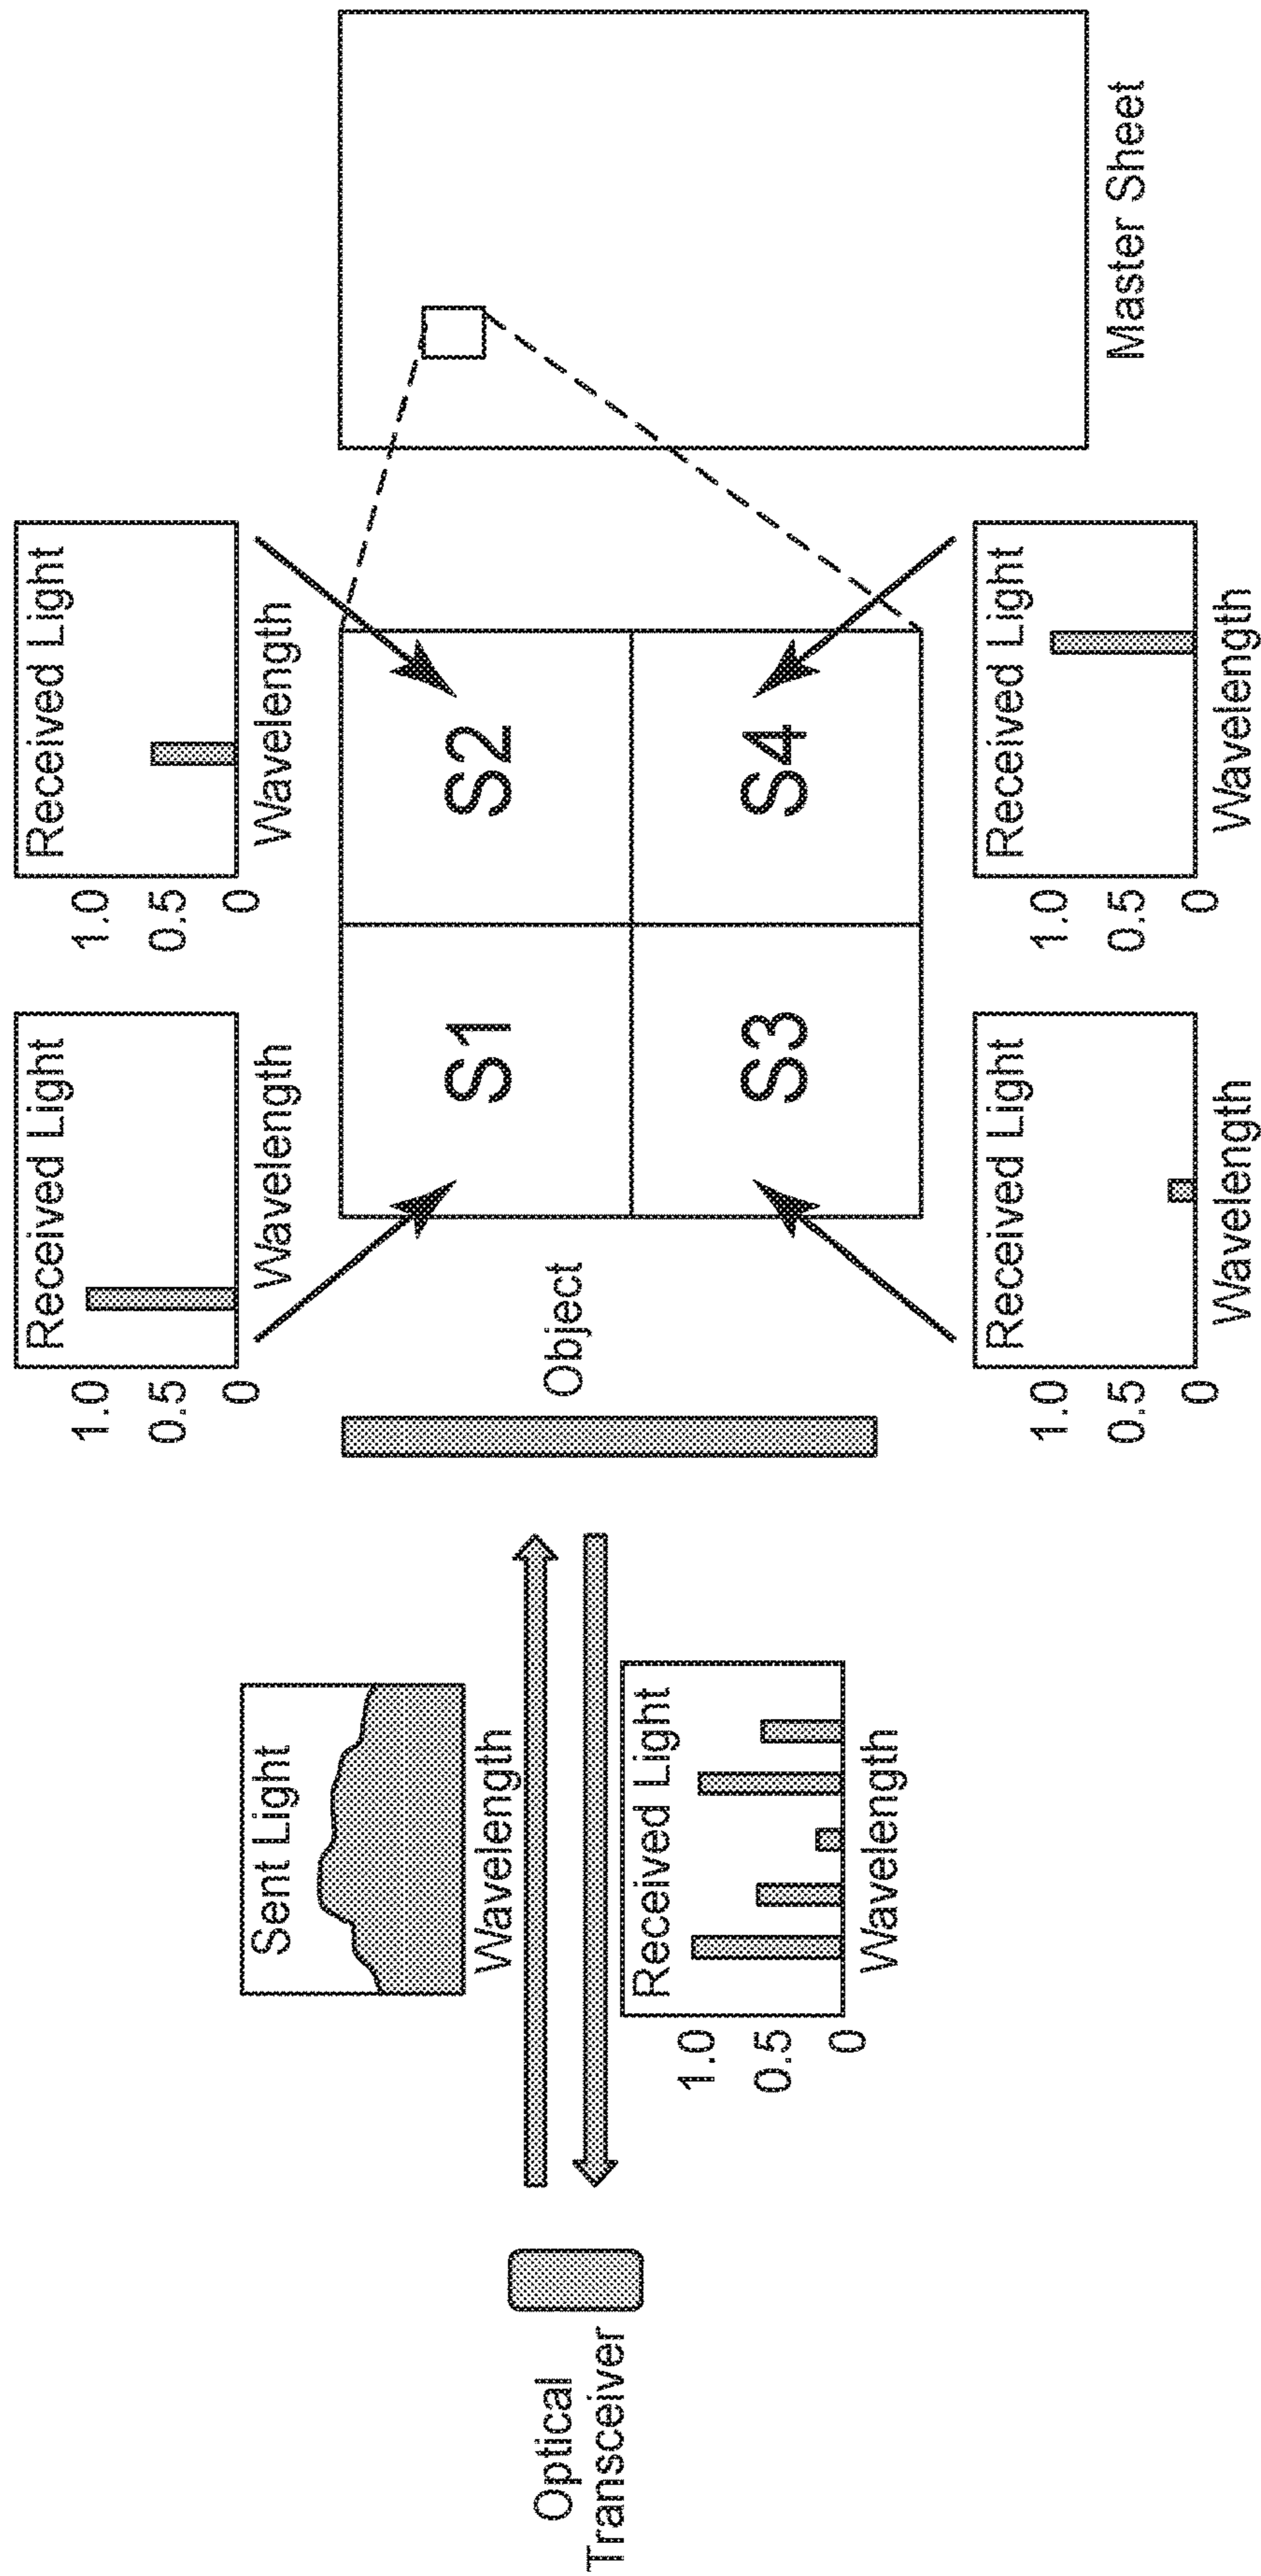 Optical
Transceiver
Sent Light
Wavelength
Received Light
1.0
0.5
0
Wavelength
Object
Received Light
1.0
0.5
0
Wavelength
Received Light
1.0
0.5
0
Wavelength
S1
S2
S3
S4
Received Light
1.0
0.5
0
Wavelength
Received Light
1.0
0.5
0
Wavelength
Master Sheet